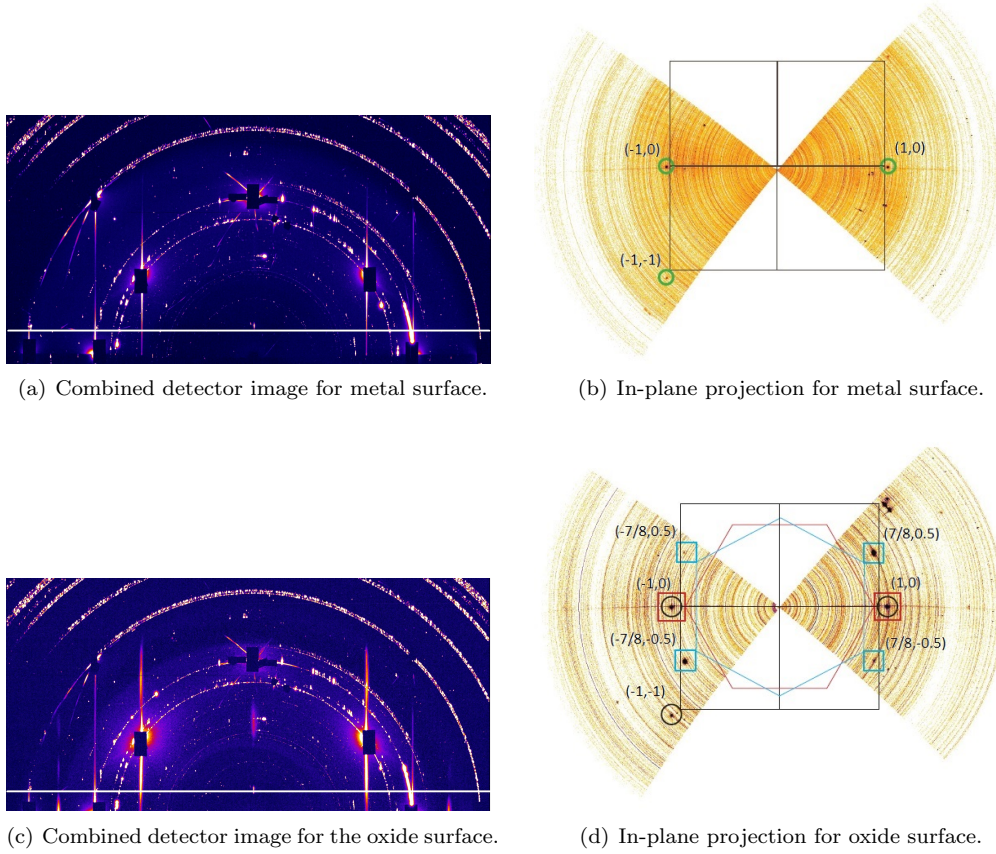 (-1,0)
(1,0)
(-1,-1)
(a) Combined detector image for metal surface.
(b) In-plane projection for metal surface.
(-7/8,0.5)
(7/8,0.5)
(-1,0)
(1,0)
(-7/8,-0.5)
(7/8,-0.5)
(-1,-1)
(c) Combined detector image for the oxide surface.
(d) In-plane projection for oxide surface.